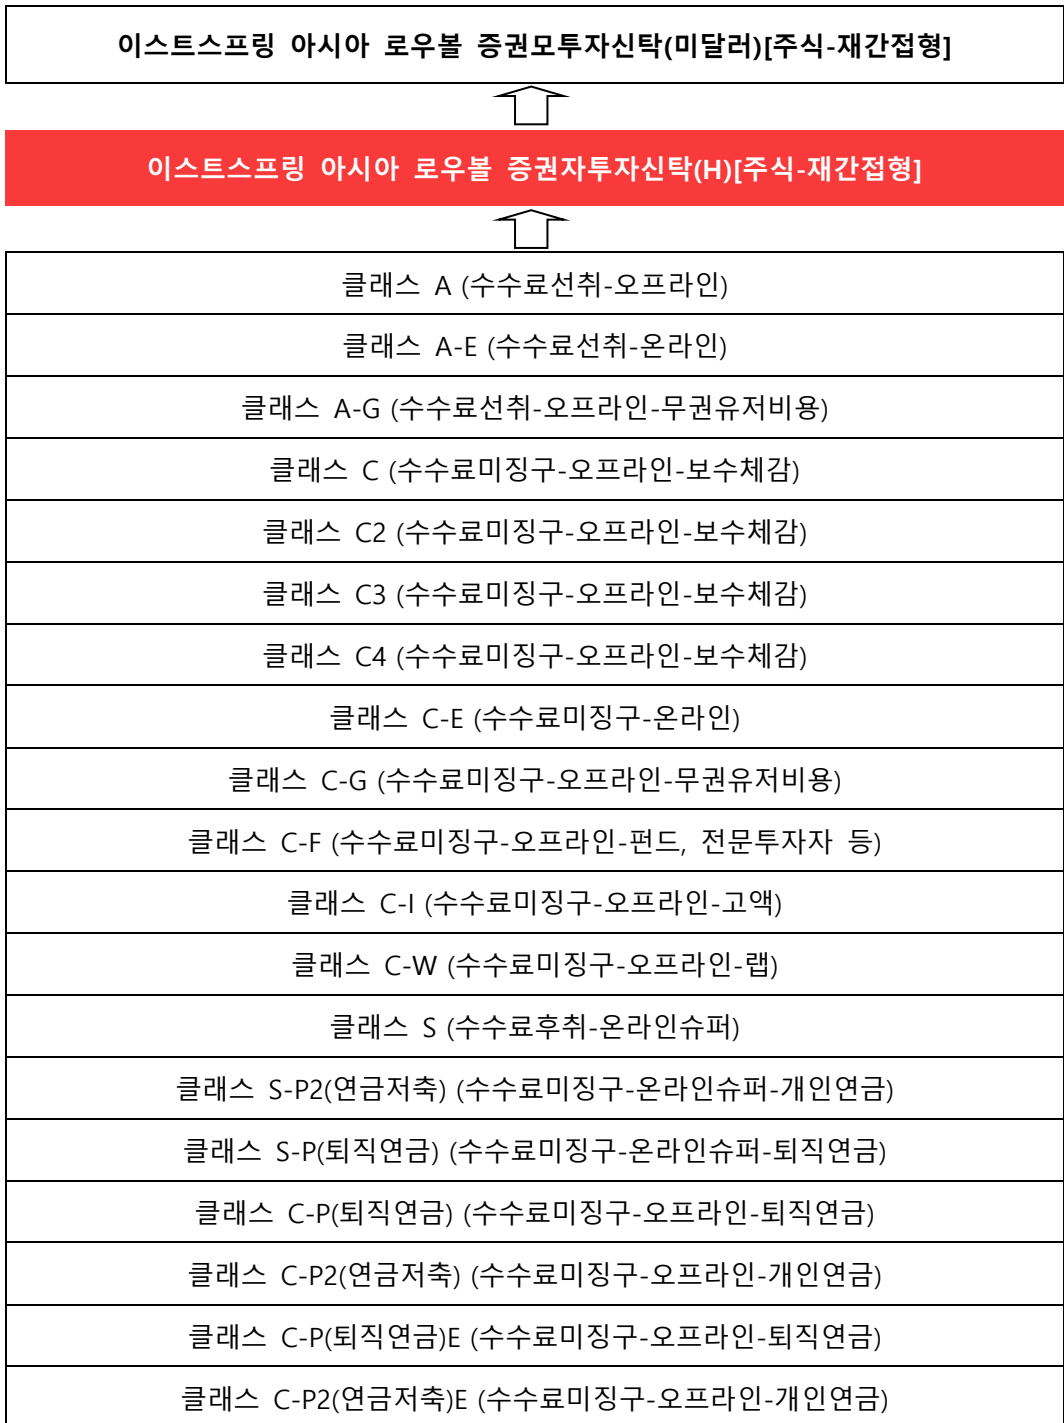 이스트스프링 아시아 로우볼 증권모투자신탁(미달러)[주식-재간접형]
이스트스프링 아시아 로우볼 증권자투자신탁(H)[주식-재간접형]
클래스 A (수수료선취-오프라인)
클래스 A-E (수수료선취-온라인)
클래스 A-G (수수료선취-오프라인-무권유저비용)
클래스 C (수수료미징구-오프라인-보수체감)
클래스 C2 (수수료미징구-오프라인-보수체감)
클래스 C3 (수수료미징구-오프라인-보수체감)
클래스 C4 (수수료미징구-오프라인-보수체감)
클래스 C-E (수수료미징구-온라인)
클래스 C-G (수수료미징구-오프라인-무권유저비용)
클래스 C-F (수수료미징구-오프라인-펀드, 전문투자자 등)
클래스 C-I (수수료미징구-오프라인-고액)
클래스 C-W (수수료미징구-오프라인-랩)
클래스 S (수수료후취-온라인슈퍼)
클래스 S-P2(연금저축) (수수료미징구-온라인슈퍼-개인연금)
클래스 S-P(퇴직연금) (수수료미징구-온라인슈퍼-퇴직연금)
클래스 C-P(퇴직연금) (수수료미징구-오프라인-퇴직연금)
클래스 C-P2(연금저축) (수수료미징구-오프라인-개인연금)
클래스 C-P(퇴직연금)E (수수료미징구-오프라인-퇴직연금)
클래스 C-P2(연금저축)E (수수료미징구-오프라인-개인연금)